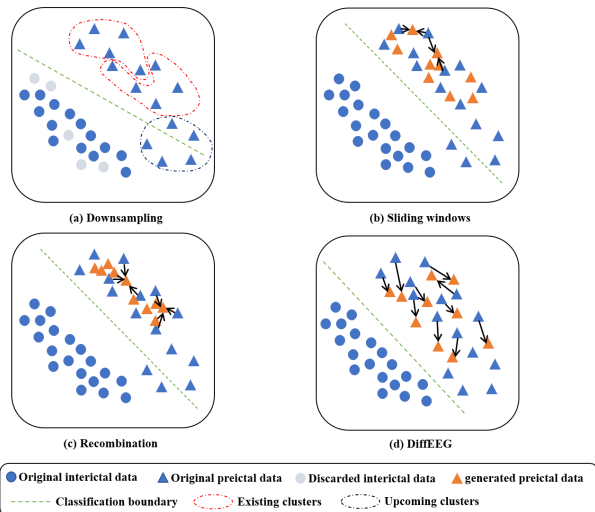 (a) Downsampling
(b) Sliding windows
(c) Recombination
(d) DiffEEG
Original interictal data
Original preictal data
Discarded interictal data
generated preictal data
Classification boundary
Existing clusters
Upcoming clusters